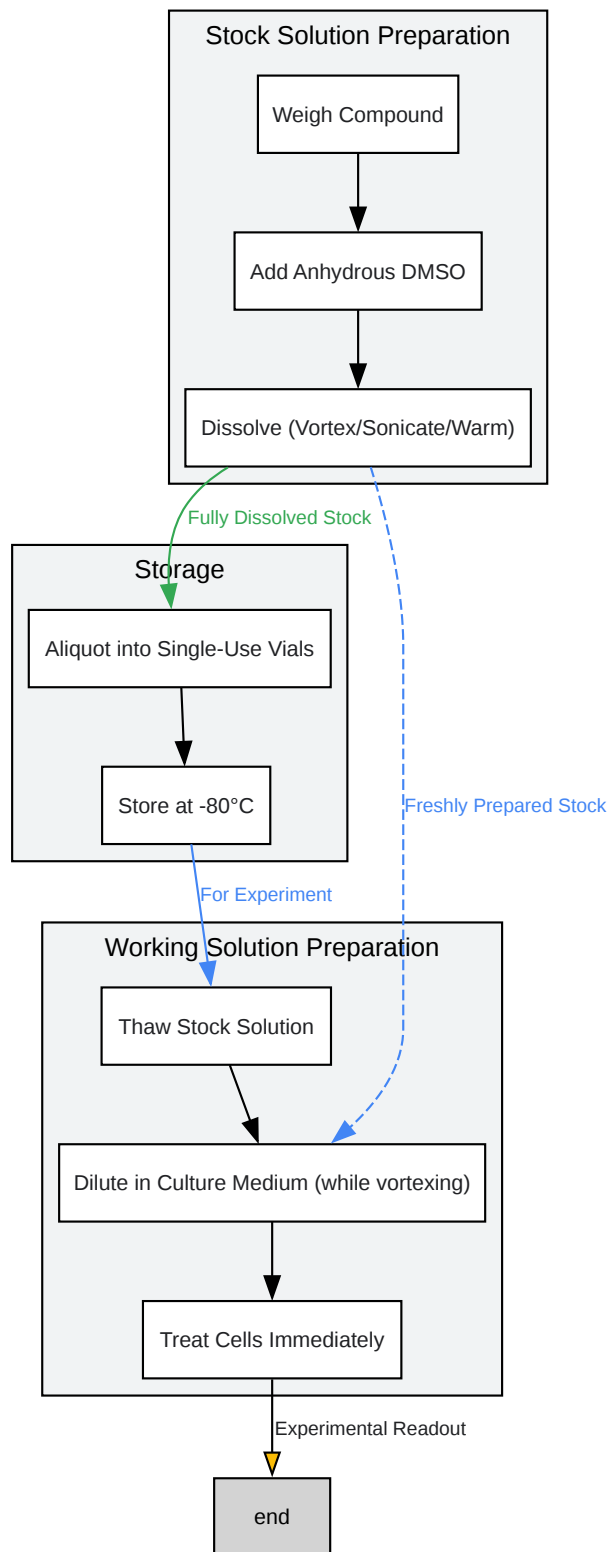 Stock Solution Preparation
Weigh Compound
Add Anhydrous DMSO
Dissolve (Vortex/Sonicate/Warm)
Fully Dissolved Stock
Storage
Aliquot into Single-Use Vials
Store at -80°C
Freshly Prepared Stock
For Experiment
Working Solution Preparation
Thaw Stock Solution
Dilute in Culture Medium (while vortexing)
Treat Cells Immediately
Experimental Readout
end